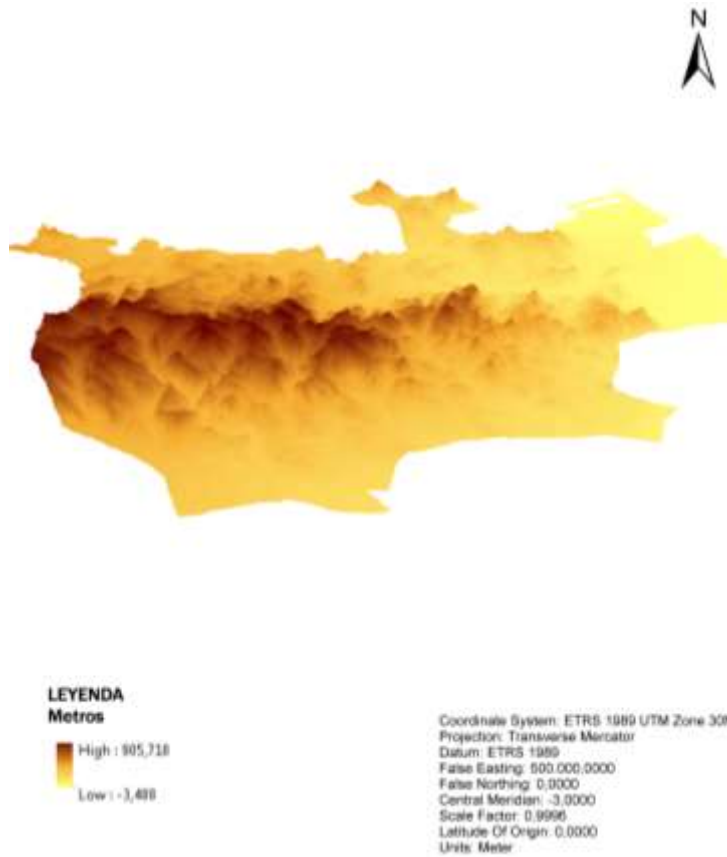 N
LEYENDA
Metros
High : 905,718
Low : -3,488
Coordinate System: ETRS 1989 UTM Zone
Projection: Transverse Mercator
Datum: ETRS 1989
False Easting: 500.000,0000
False Northing: 0,0000
Central Meridian: -3,0000
Scale Factor: 0,9996
Latitude Of Origin: 0,0000
Units: Meter